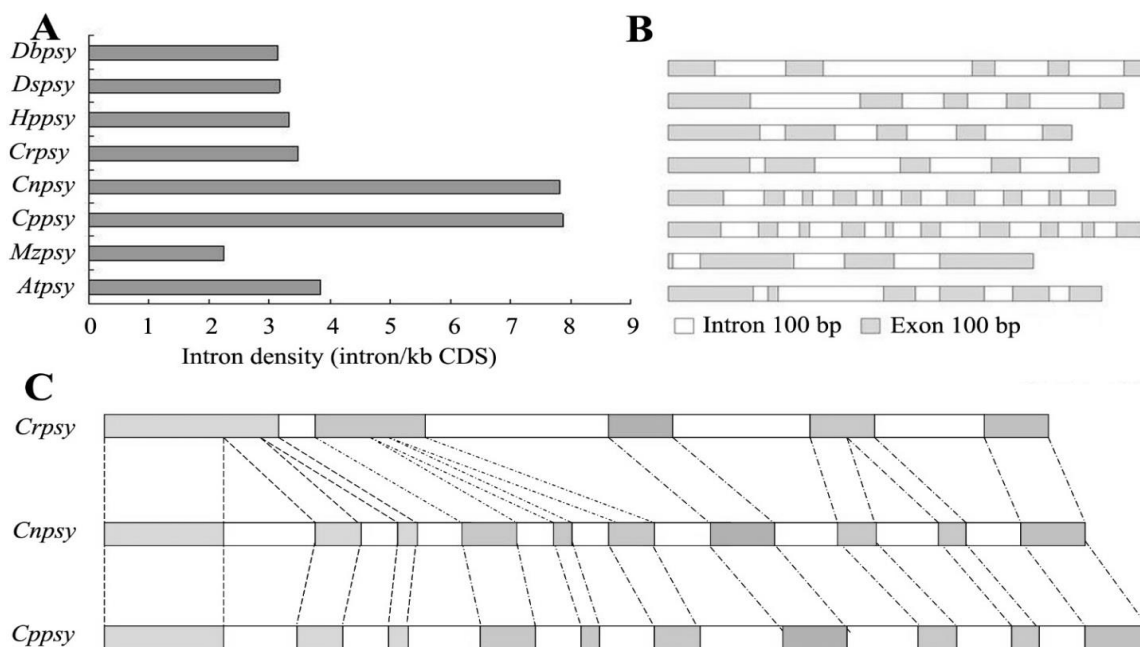 A
B
Dbpsy
Dspsy
Hppsy
Crpsy
Cnpsy
Cppsy
Mzpsy
Atpsy
0 1 2 3 4 5 6 7 8 9
Intron density (intron/kb CDS)
Intron 100 bp Exon 100 bp
C
Crpsy
Cnpsy
Cppsy